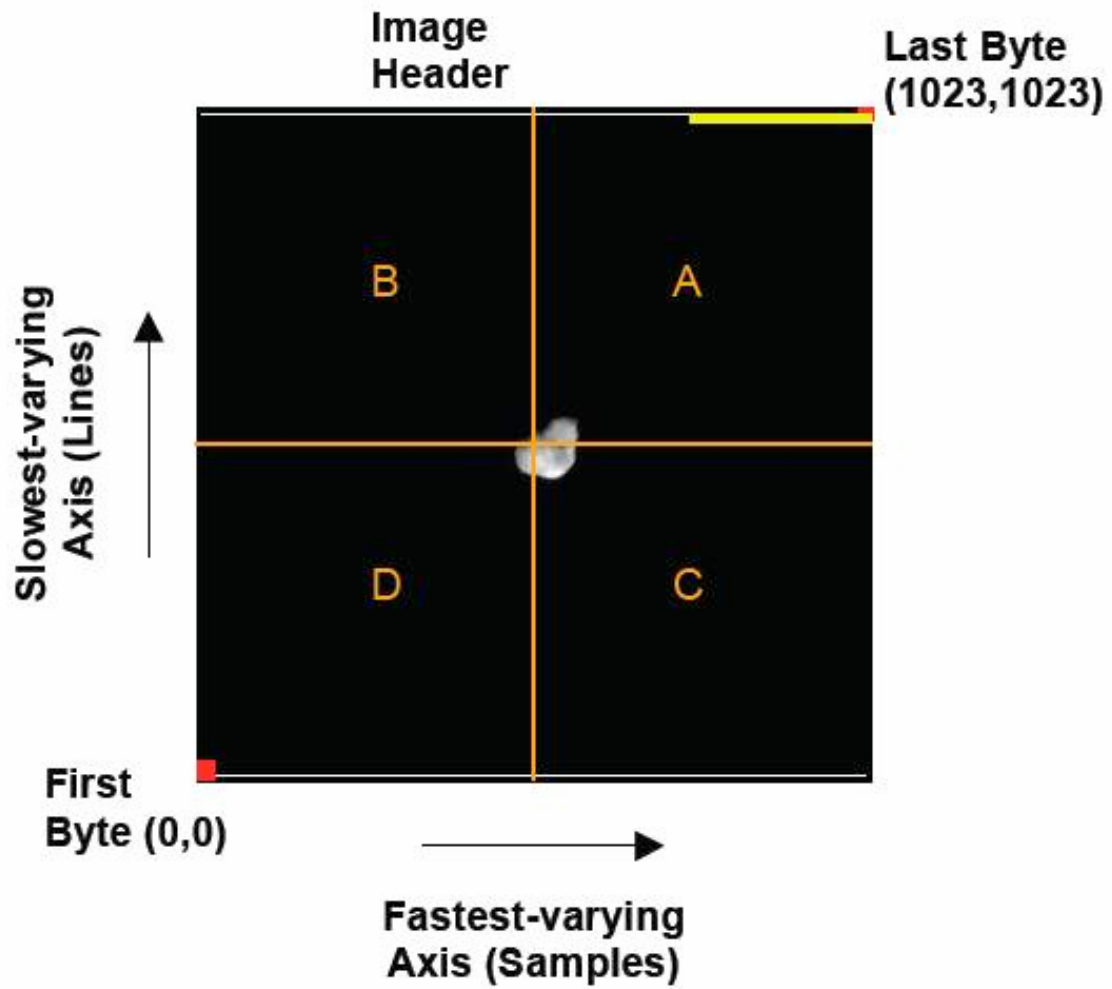 Image
Header
Last Byte
(1023,1023)
B
A
Slowest-varying
Axis (Lines)
D
C
First
Byte (0,0)
Fastest-varying
Axis (Samples)